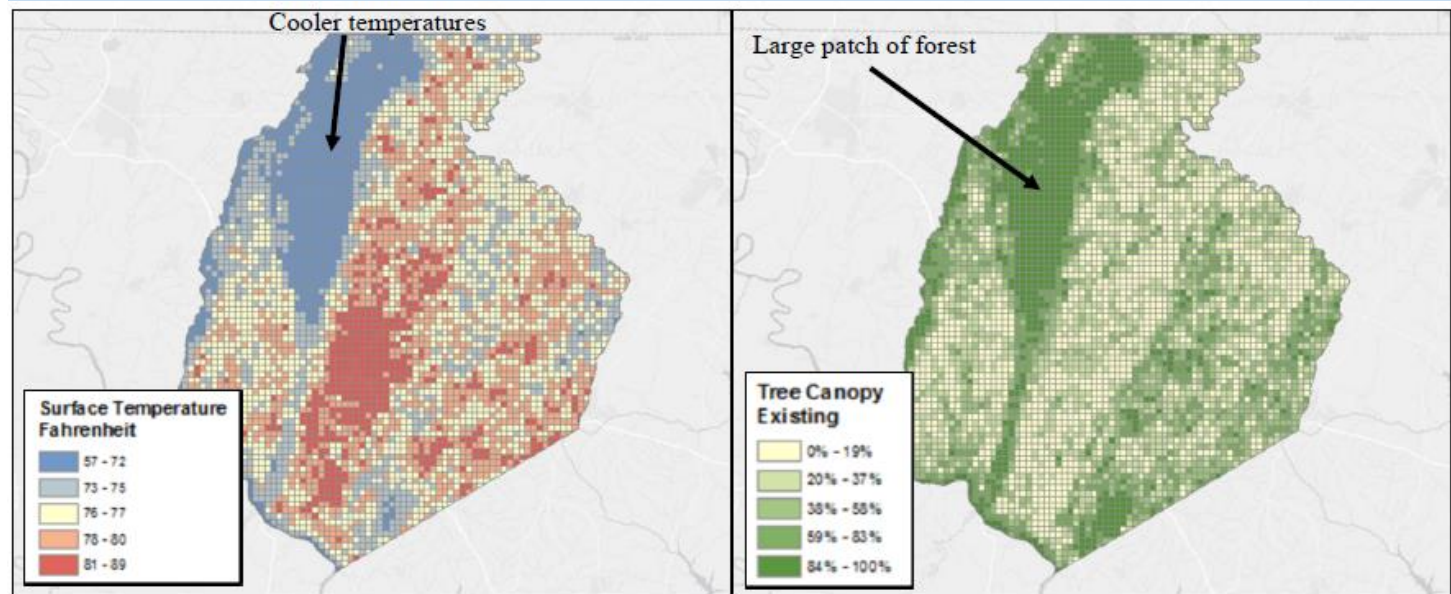 Cooler temperatures
Surface Temperature
Fahrenheit
57 - 72
73 - 75
76 - 77
78 - 80
81 - 89
Large patch of forest
Tree Canopy
Existing
0% - 19%
20% - 37%
38% - 58%
59% - 83%
84% - 100%